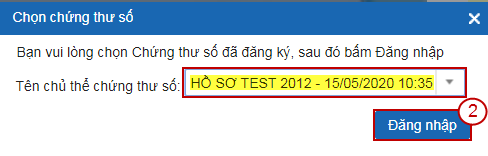 Chọn chứng thư số
Bạn vui lòng chọn Chứng thư số đã đăng ký, sau đó bấm Đăng nhập
Tên chủ thể chứng thư số: HỒ SƠ TEST 2012 - 15/05/2020 10:35
2
Đăng nhập